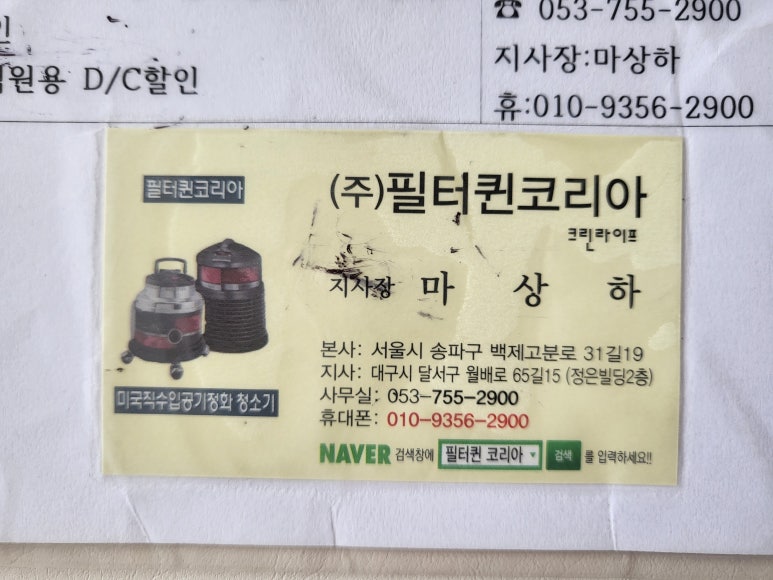 인
원용 D/C할인
☎ 053-755-2900
지사장:마상하
휴:010-9356-2900
필터퀸코리아
(주)필터퀸코리아
크린라이프
지사장 마 상 하
미국직수입공기정화 청소기
본사: 서울시 송파구 백제고분로 31길19
지사: 대구시 달서구 월배로 65길15 (정은빌딩2층)
사무실: 053-755-2900
휴대폰: 010-9356-2900
NAVER 검색창에 필터퀸 코리아 검색 를 입력하세요!!